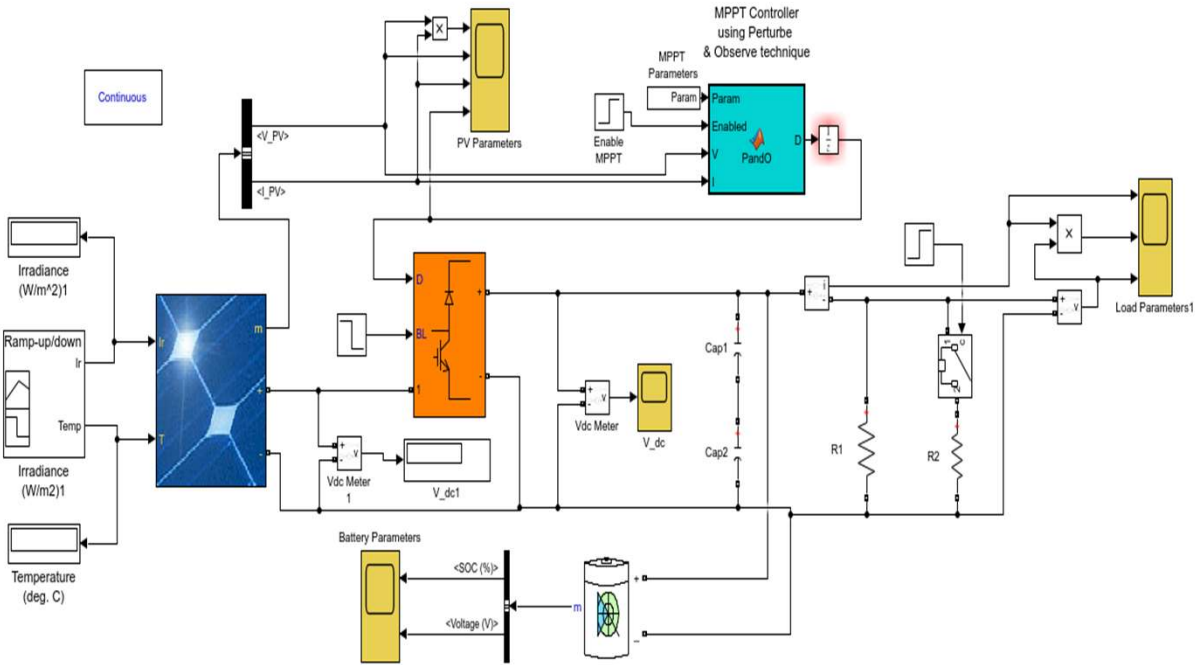 MPPT Controller
using Perturbe
& Observe technique
Continuous
<V_PV>
<I_PV>
×
PV Parameters
MPPT
Parameters
Param
Enable
MPPT
Param
Enabled
V
I
PandO
D
Irradiance
(W/m^2)1
Ramp-up/down
Ir
Temp
Irradiance
(W/m2)1
Temperature
(deg. C)
Ir
T
m
+
-
D
BL
1
+
-
+
-
v
Vdc Meter
1
V_dc1
+
-
v
Vdc Meter
V_dc
Cap1
Cap2
+
-
i
R1
R2
1
c
2
×
+
-
v
Load Parameters1
Battery Parameters
<SOC (%)>
<Voltage (V)>
m
+
_